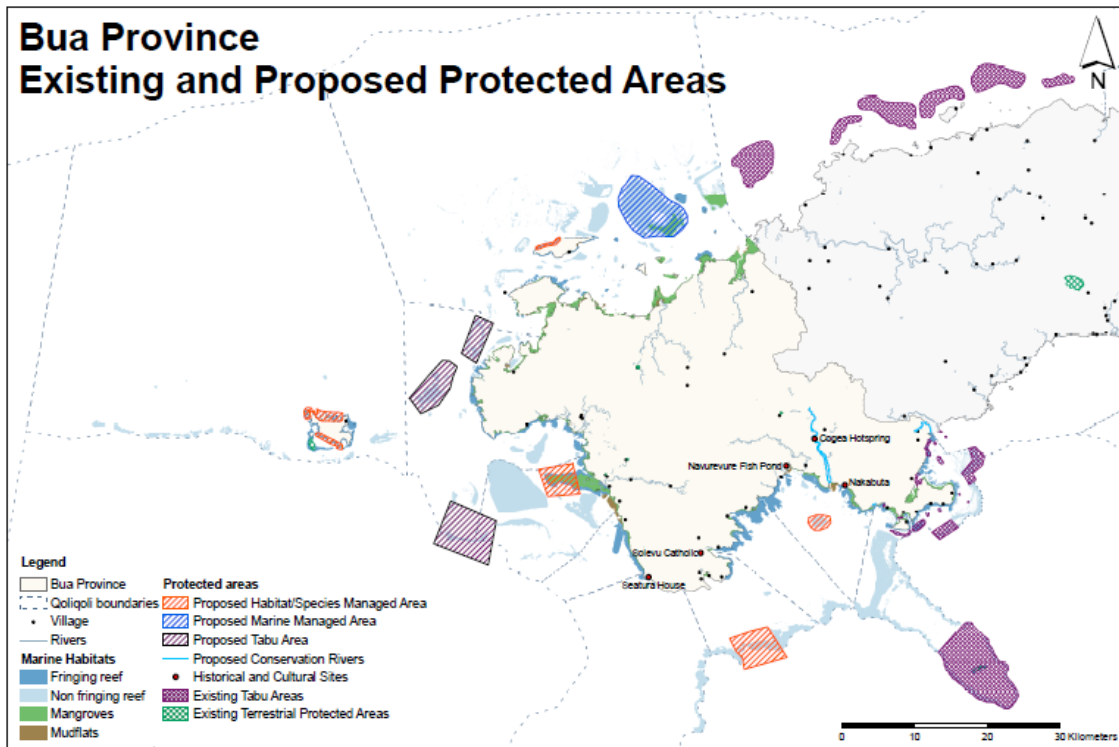 Bua Province
Existing and Proposed Protected Areas
N
Cogea Hotspring
Navurevure Fish Pond
Nakabuta
Solevu Catholic
Seatura House
Legend
Bua Province
Qoliqoli boundaries
Village
Rivers
Marine Habitats
Fringing reef
Non fringing reef
Mangroves
Mudflats
Protected areas
Proposed Habitat/Species Managed Area
Proposed Marine Managed Area
Proposed Tabu Area
Proposed Conservation Rivers
Historical and Cultural Sites
Existing Tabu Areas
Existing Terrestrial Protected Areas
0 10 20 30 Kilometers